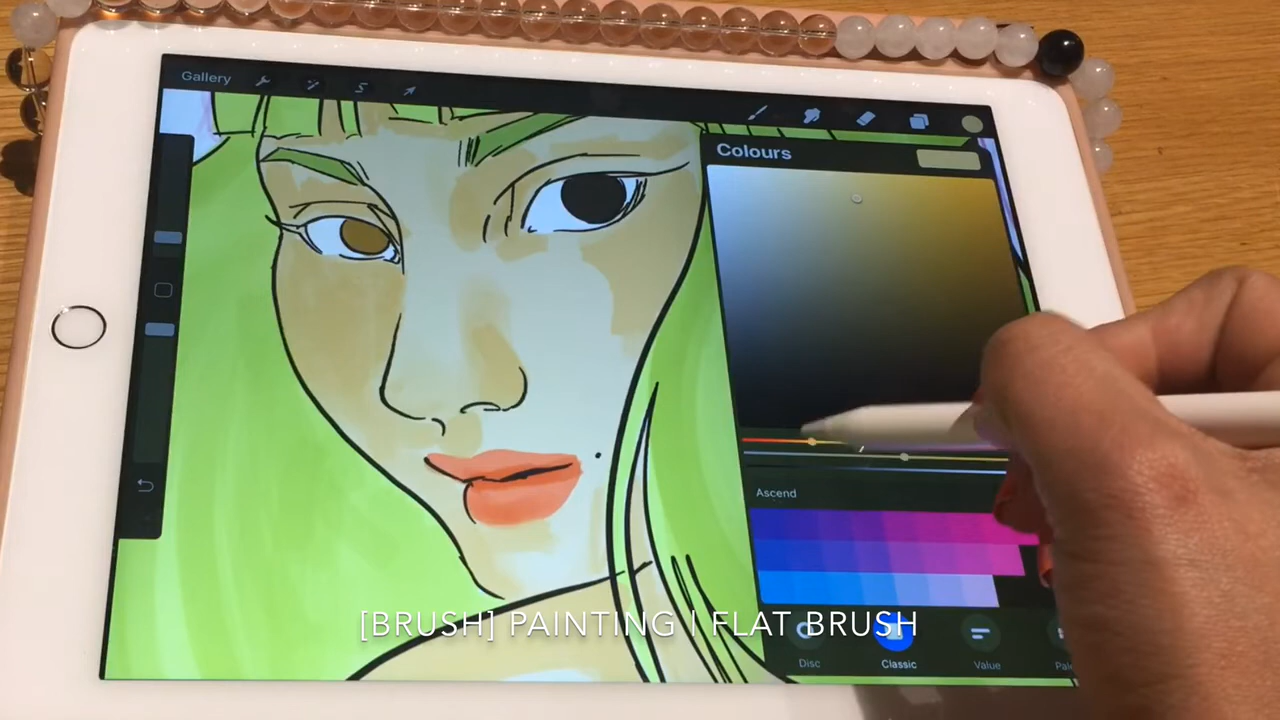 Gallery
Colours
Ascend
[BRUSH] PAINTING | FLAT BRUSH
Disc
Classic
Value